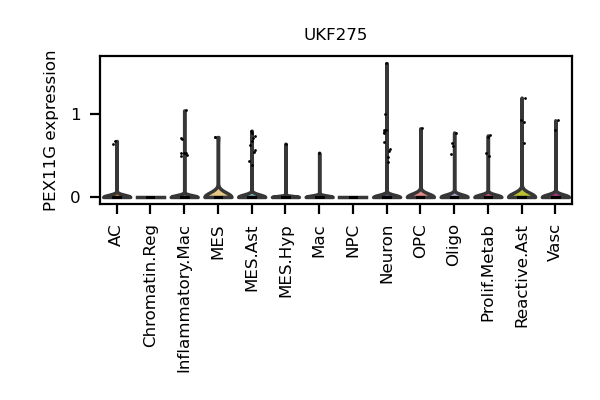 UKF275
PEX11G expression
1
0
AC
Chromatin.Reg
Inflammatory.Mac
MES
MES.Ast
MES.Hyp
Mac
NPC
Neuron
OPC
Oligo
Prolif.Metab
Reactive.Ast
Vasc